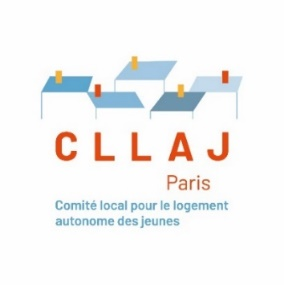 CLLAJ
Paris
Comité local pour le logement
autonome des jeunes